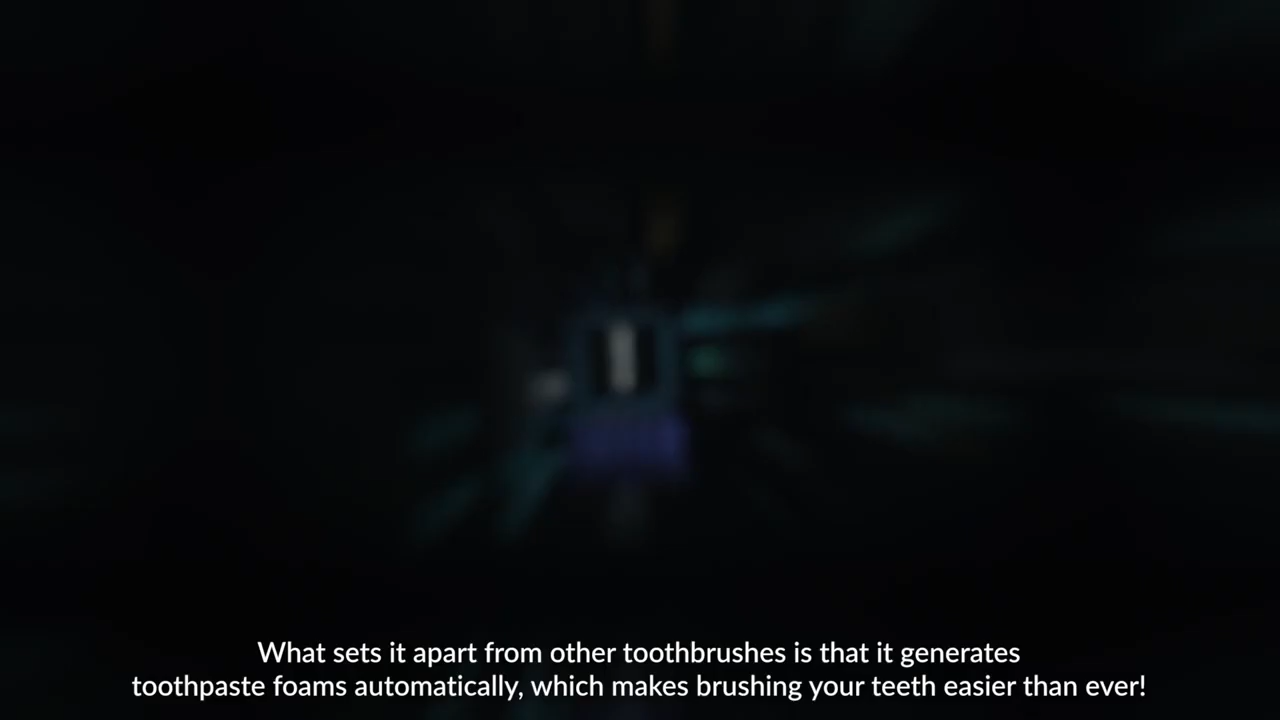 What sets it apart from other toothbrushes is that it generates
toothpaste foams automatically, which makes brushing your teeth easier than ever!